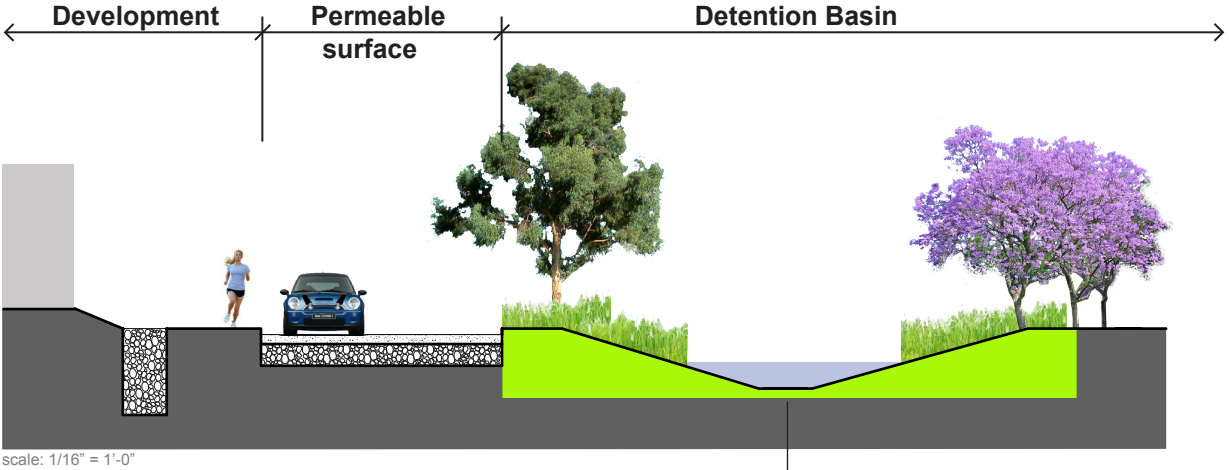 Development
Permeable
surface
Detention Basin
scale: 1/16” = 1’-0”